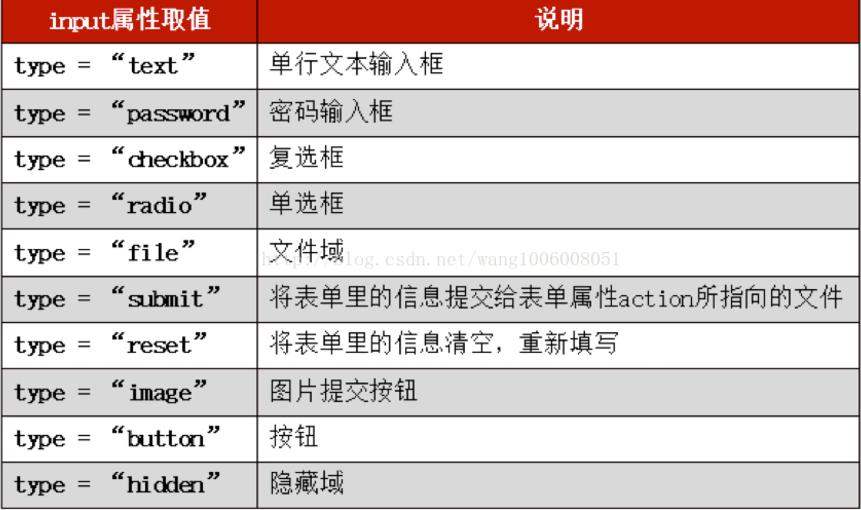 input属性取值 说明
type = “text” 单行文本输入框
type = “password” 密码输入框
type = “checkbox” 复选框
type = “radio” 单选框
type = “file” 文件域
http://blog.csdn.net/wang1006008051
type = “submit” 将表单里的信息提交给表单属性action所指向的文件
type = “reset” 将表单里的信息清空，重新填写
type = “image” 图片提交按钮
type = “button” 按钮
type = “hidden” 隐藏域